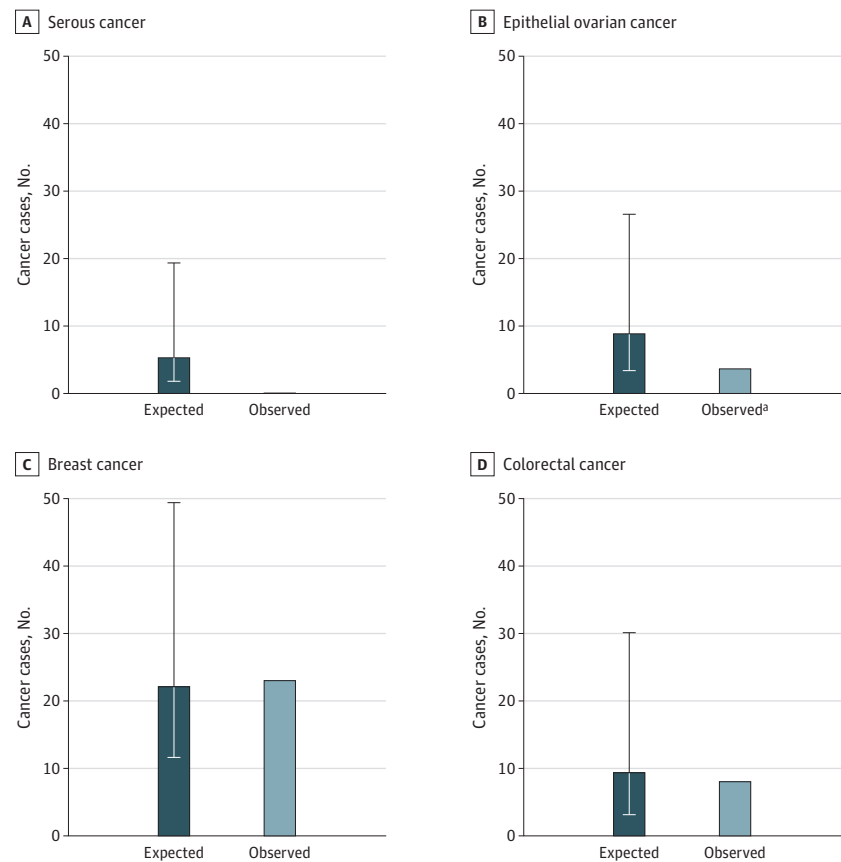 A Serous cancer
50
40
30
20
10
0
Cancer cases, No.
Expected
Observed
B Epithelial ovarian cancer
50
40
30
20
10
0
Cancer cases, No.
Expected
Observedᵃ
C Breast cancer
50
40
30
20
10
0
Cancer cases, No.
Expected
Observed
D Colorectal cancer
50
40
30
20
10
0
Cancer cases, No.
Expected
Observed